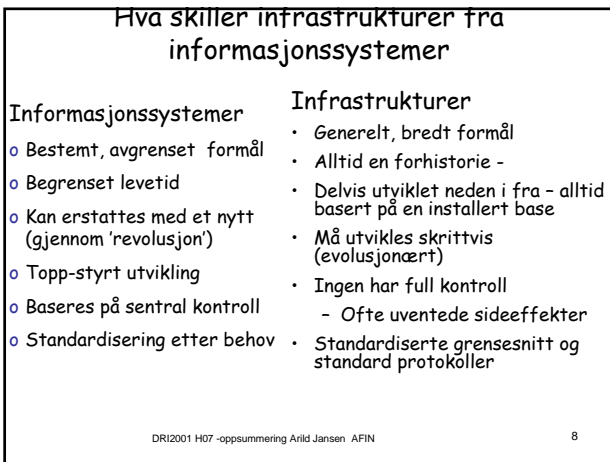 Hva skiller infrastrukturer fra
informasjonssystemer
Informasjonssystemer
o Bestemt, avgrenset formål
o Begrenset levetid
o Kan erstattes med et nytt
(gjennom ’revolusjon’)
o Topp-styrt utvikling
o Baseres på sentral kontroll
o Standardisering etter behov
Infrastrukturer
• Generelt, bredt formål
• Alltid en forhistorie -
• Delvis utviklet neden i fra – alltid
basert på en installert base
• Må utvikles skrittvis
(evolusjonært)
• Ingen har full kontroll
– Ofte uventede sideeffekter
• Standardiserte grensesnitt og
standard protokoller
DRI2001 H07 -oppsummering Arild Jansen AFIN
8